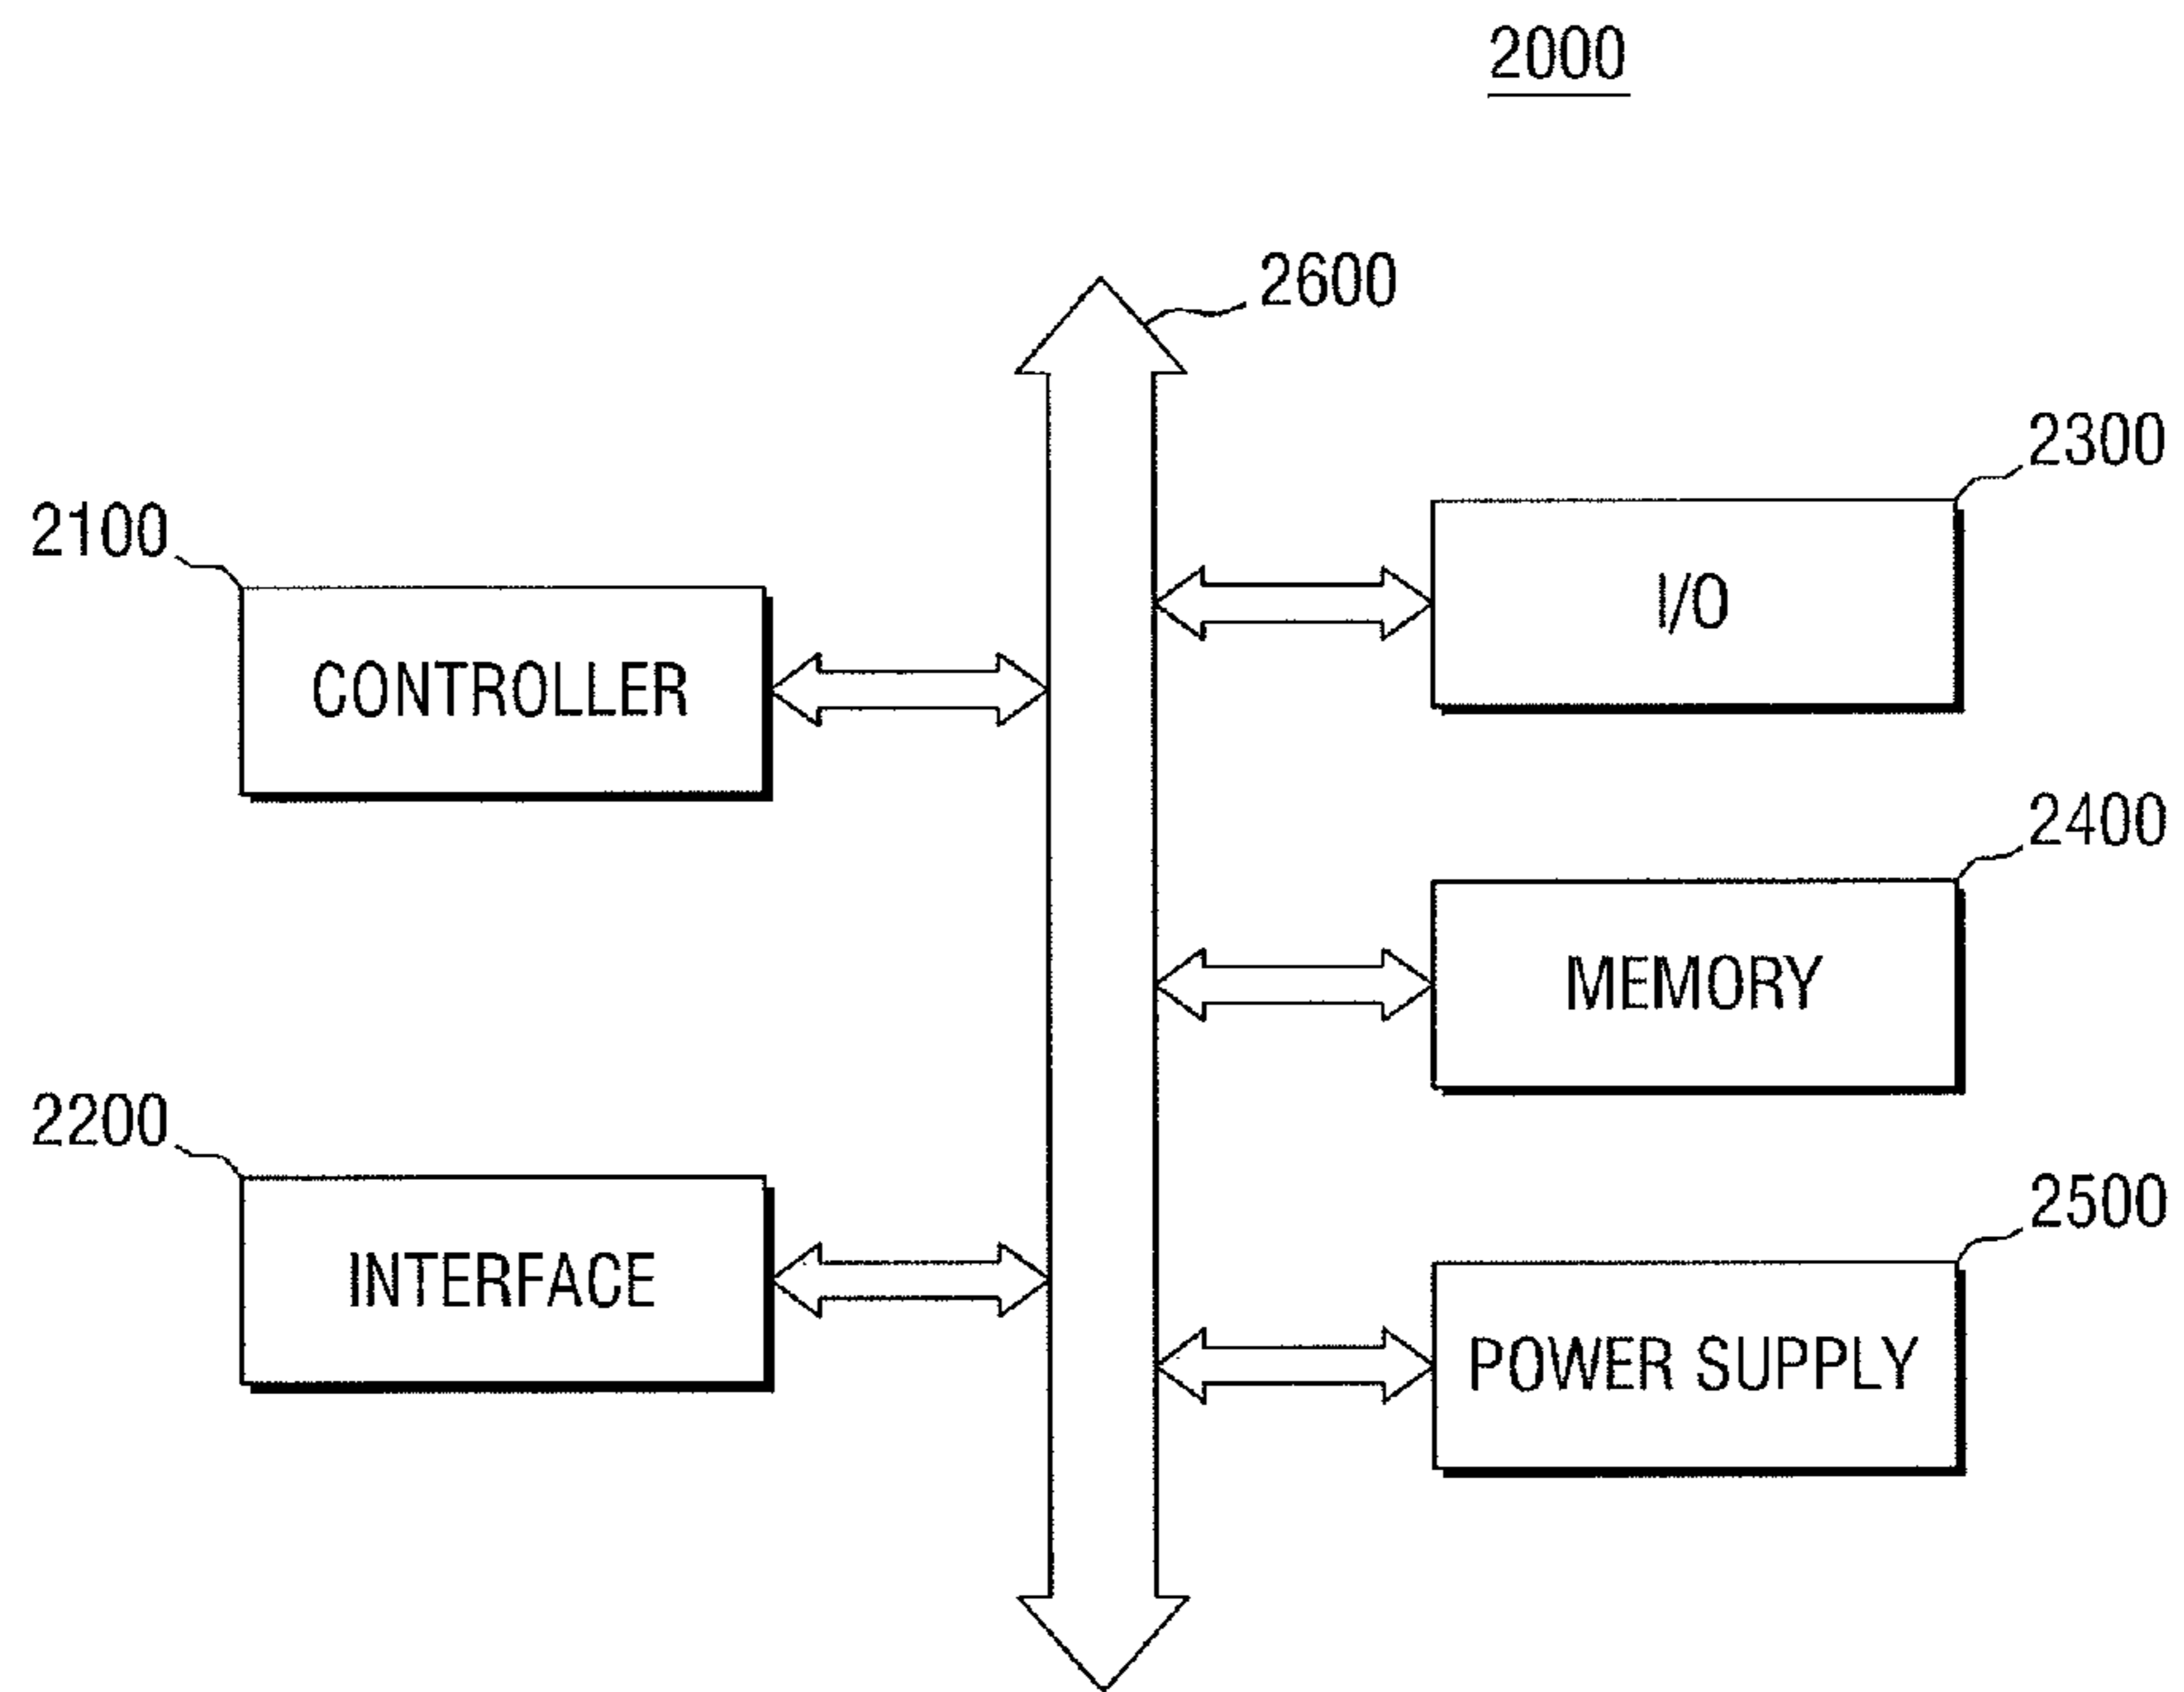 2000
2600
2300
I/O
2100
CONTROLLER
2400
MEMORY
2200
INTERFACE
2500
POWER SUPPLY